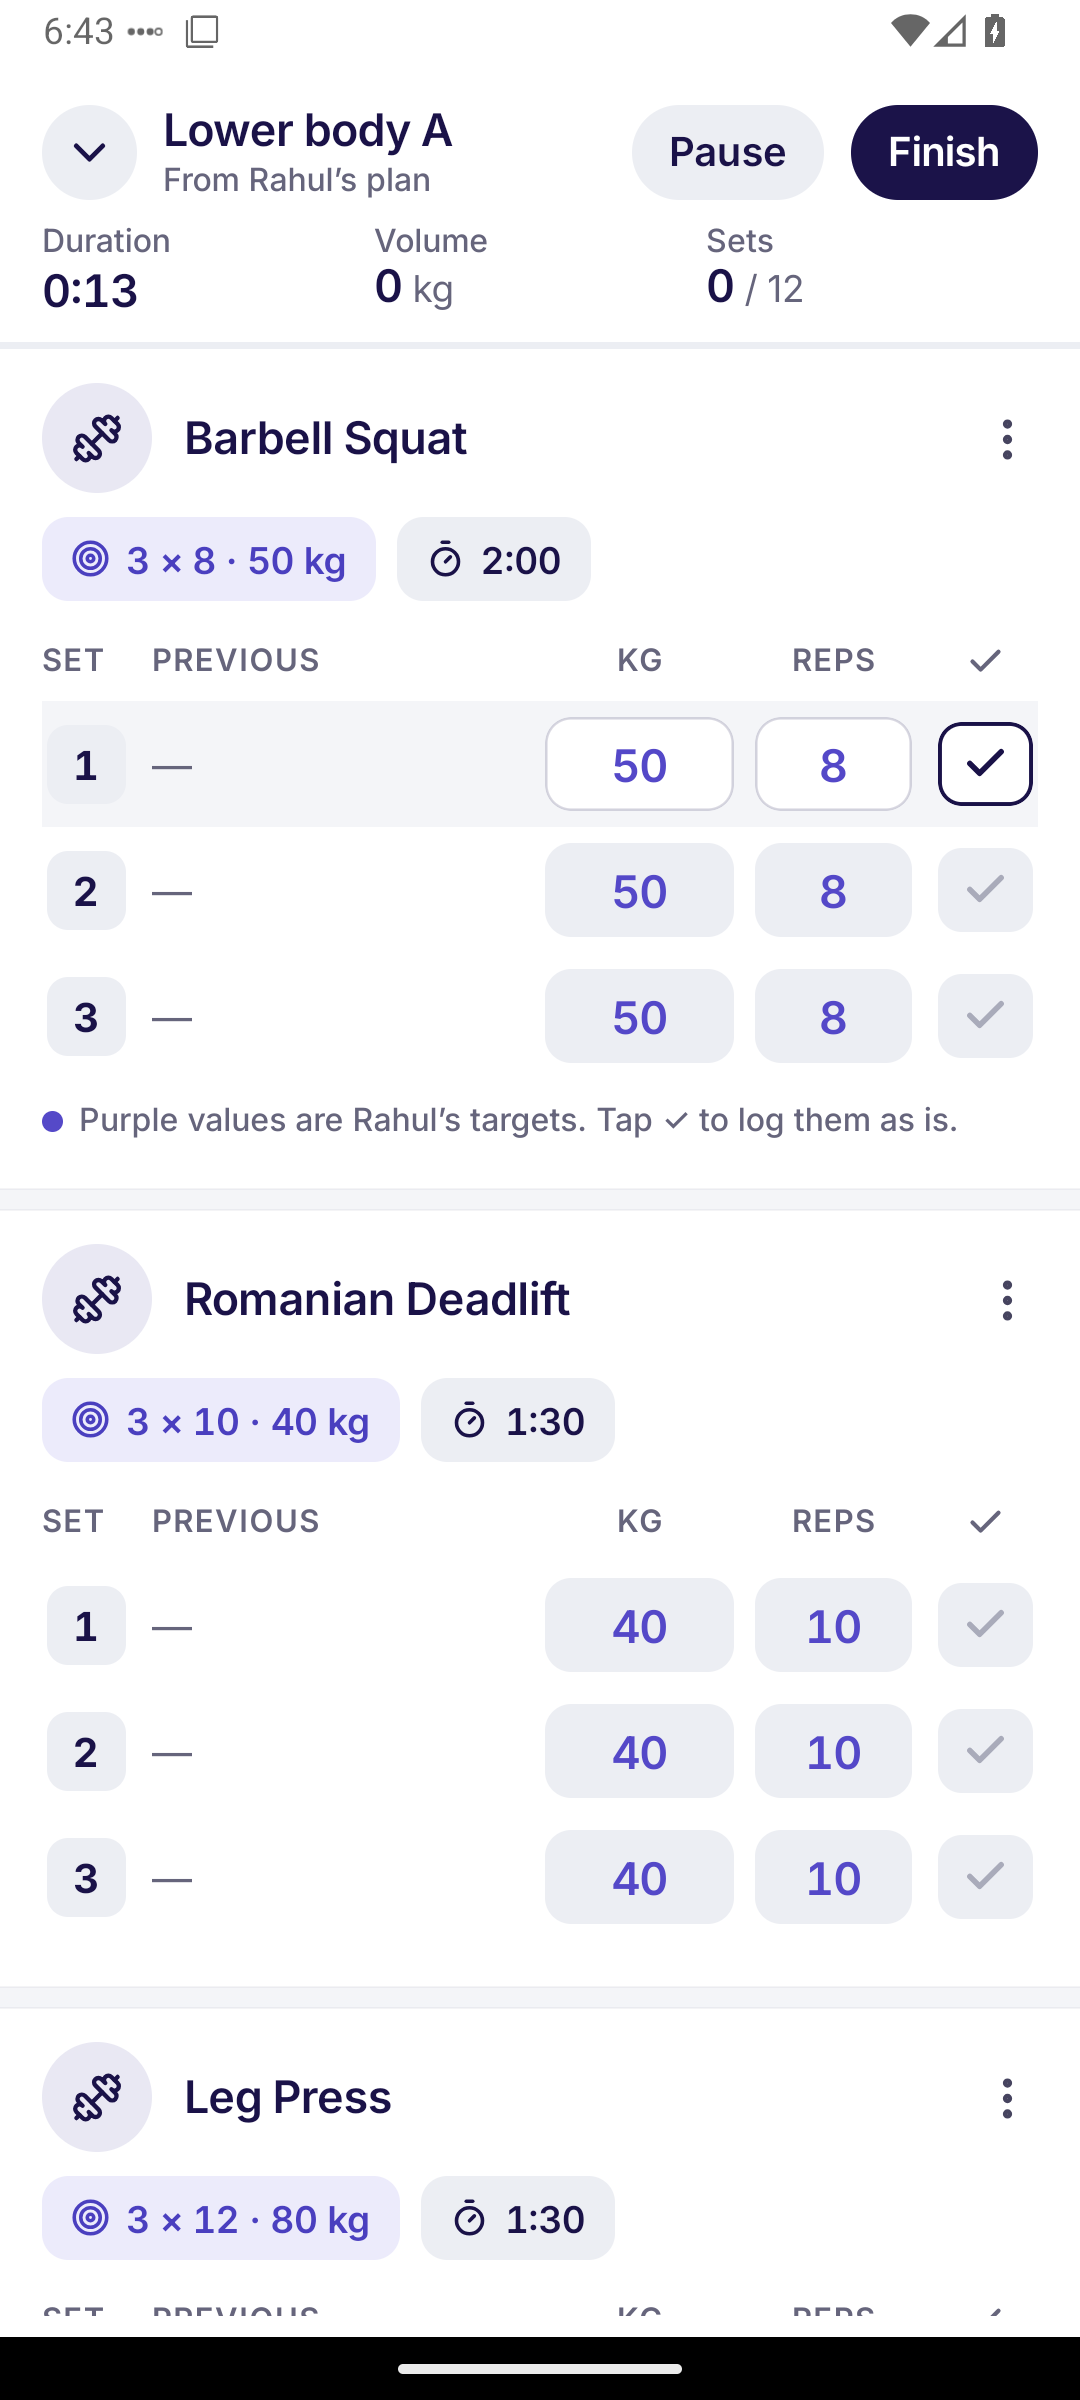 6:43
Lower body A
From Rahul’s plan
Pause
Finish
Duration
Volume
Sets
0:13
0 kg
0 / 12
Barbell Squat
3 × 8 · 50 kg
2:00
SET PREVIOUS KG REPS ✓
1 — 50 8 ✓
2 — 50 8 ✓
3 — 50 8 ✓
Purple values are Rahul’s targets. Tap ✓ to log them as is.
Romanian Deadlift
3 × 10 · 40 kg
1:30
SET PREVIOUS KG REPS ✓
1 — 40 10 ✓
2 — 40 10 ✓
3 — 40 10 ✓
Leg Press
3 × 12 · 80 kg
1:30
SET PREVIOUS KG REPS ✓